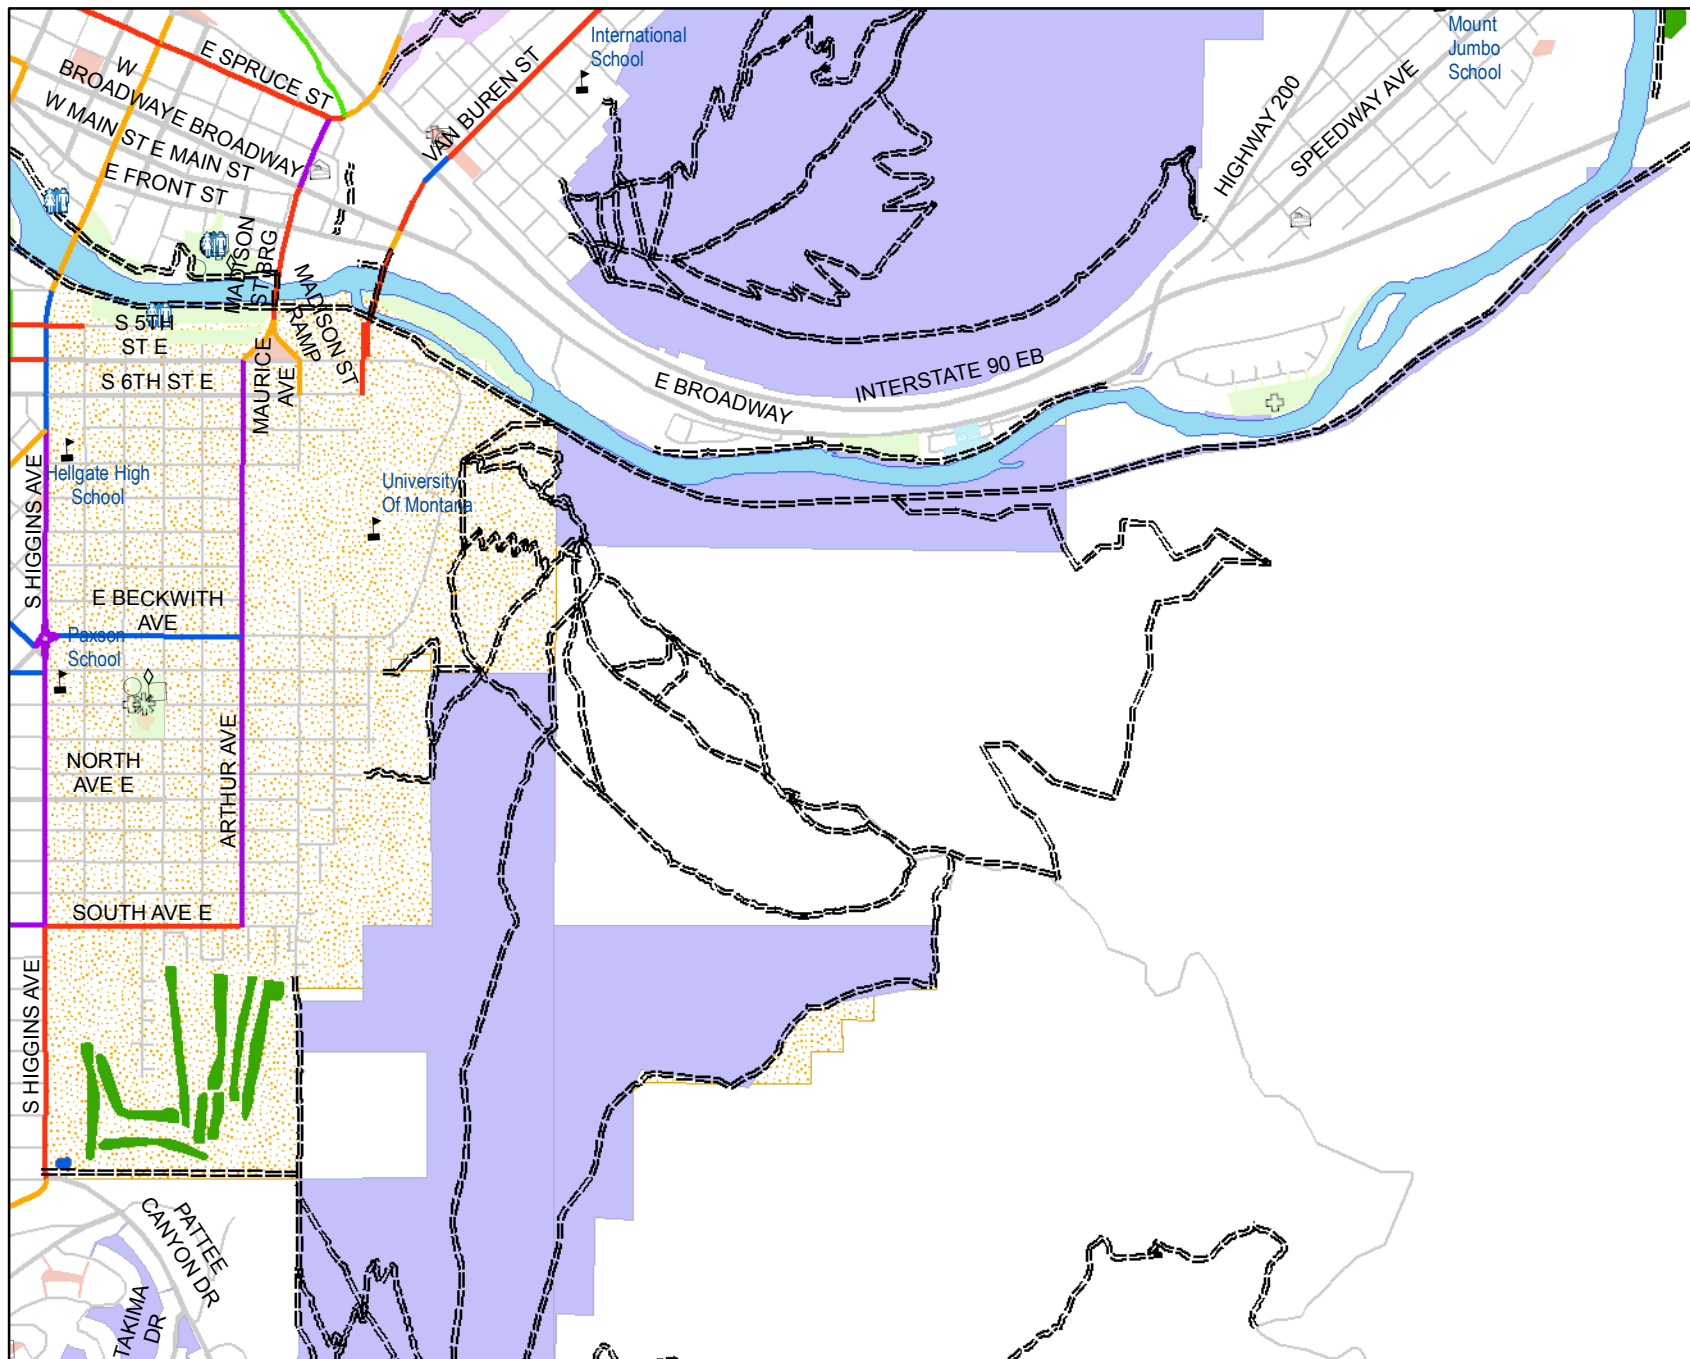 International
School
Mount
Jumbo
School
E SPRUCE ST
W
BROADWAY
E BROADWAY
VAN BUREN ST
W MAIN ST
E MAIN ST
E FRONT ST
HIGHWAY 200
SPEEDWAY AVE
MADISON
ST BRG
MADISON ST
RAMP
S 5TH
ST E
S 6TH ST E
MAURICE
AVE
E BROADWAY
INTERSTATE 90 EB
Hellgate High
School
University
Of Montana
S HIGGINS AVE
E BECKWITH
AVE
Paxson
School
NORTH
AVE E
ARTHUR AVE
SOUTH AVE E
S HIGGINS AVE
PATTEE
CANYON DR
TAKIMA
DR